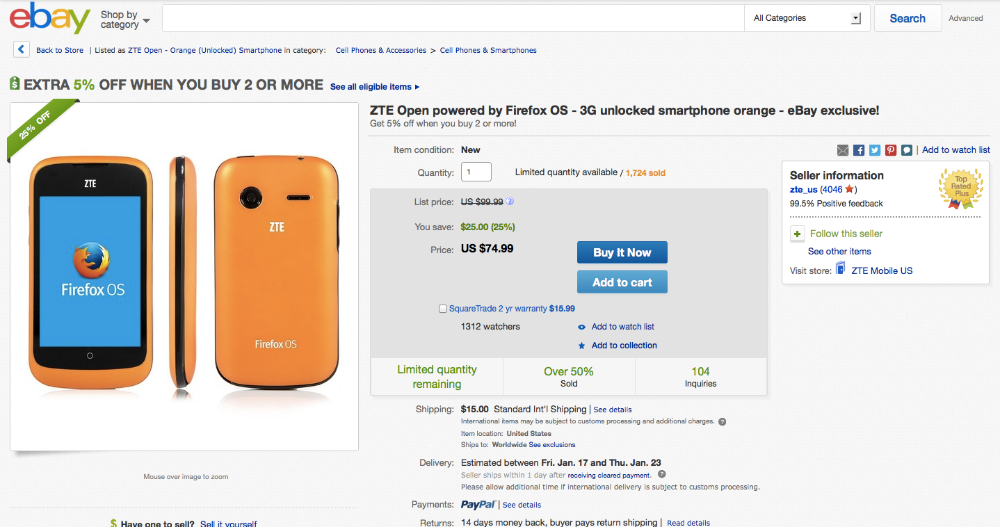 ebay
Shop by
category
All Categories
Search
Advanced
Back to Store | Listed as ZTE Open - Orange (Unlocked) Smartphone in category: Cell Phones & Accessories > Cell Phones & Smartphones
$ EXTRA 5% OFF WHEN YOU BUY 2 OR MORE See all eligible items
25% OFF
ZTE
Firefox OS
ZTE
Firefox OS
Mouse over image to zoom
$ Have one to sell? Sell it yourself
ZTE Open powered by Firefox OS - 3G unlocked smartphone orange - eBay exclusive!
Get 5% off when you buy 2 or more!
Item condition: New
Quantity: 1 Limited quantity available / 1,724 sold
List price: US $99.99 ?
You save: $25.00 (25%)
Price: US $74.99
Buy It Now
Add to cart
SquareTrade 2 yr warranty $15.99
1312 watchers
Add to watch list
Add to collection
Limited quantity
remaining
Over 50%
Sold
104
Inquiries
Shipping: $15.00 Standard Int'l Shipping | See details
International items may be subject to customs processing and additional charges. ?
Item location: United States
Ships to: Worldwide See exclusions
Delivery: Estimated between Fri. Jan. 17 and Thu. Jan. 23
Seller ships within 1 day after receiving cleared payment. ?
Please allow additional time if international delivery is subject to customs processing.
Payments: PayPal | See details
Returns: 14 days money back, buyer pays return shipping | Read details
| Add to watch list
Seller information
zte_us (4046 ★)
99.5% Positive feedback
Top
Rated
Plus
+ Follow this seller
See other items
Visit store: ZTE Mobile US